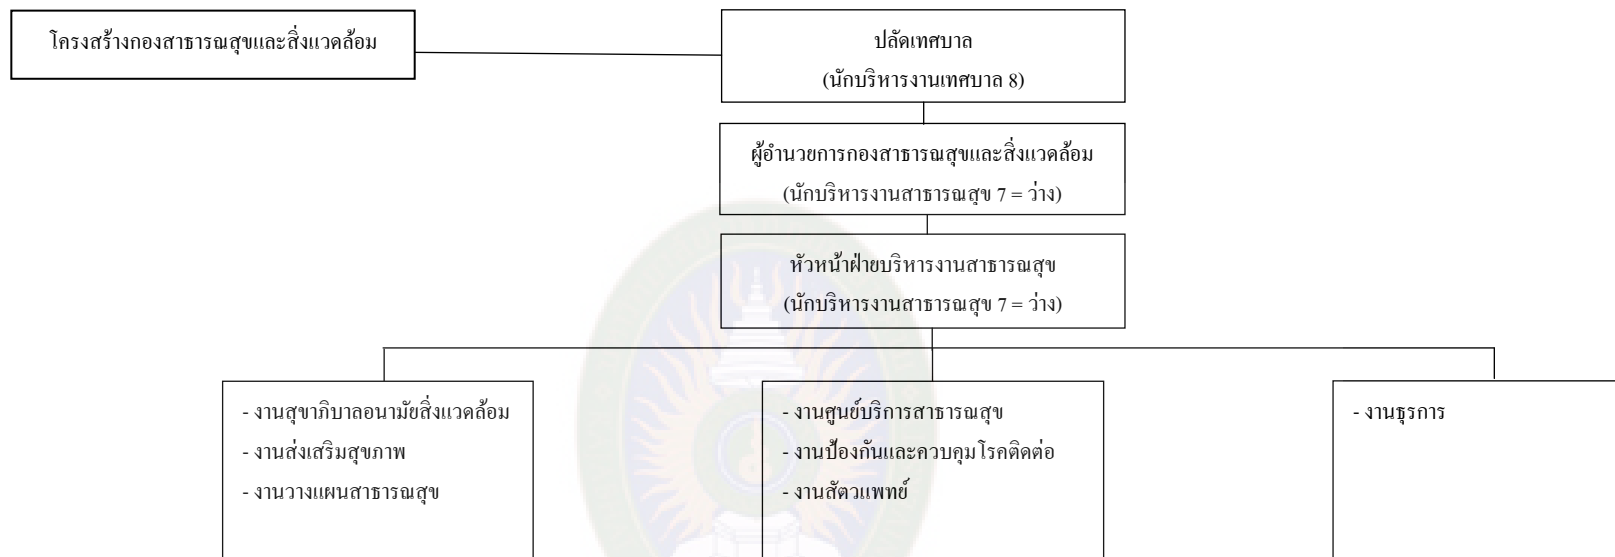 โครงสร้างกองสาธารณสุขและสิ่งแวดล้อม
ปลัดเทศบาล
(นักบริหารงานเทศบาล 8)
ผู้อำนวยการกองสาธารณสุขและสิ่งแวดล้อม
(นักบริหารงานสาธารณสุข 7 = ว่าง)
หัวหน้าฝ่ายบริหารงานสาธารณสุข
(นักบริหารงานสาธารณสุข 7 = ว่าง)
- งานสุขาภิบาลอนามัยสิ่งแวดล้อม
- งานส่งเสริมสุขภาพ
- งานวางแผนสาธารณสุข
- งานศูนย์บริการสาธารณสุข
- งานป้องกันและควบคุมโรคติดต่อ
- งานสัตวแพทย์
- งานธุรการ